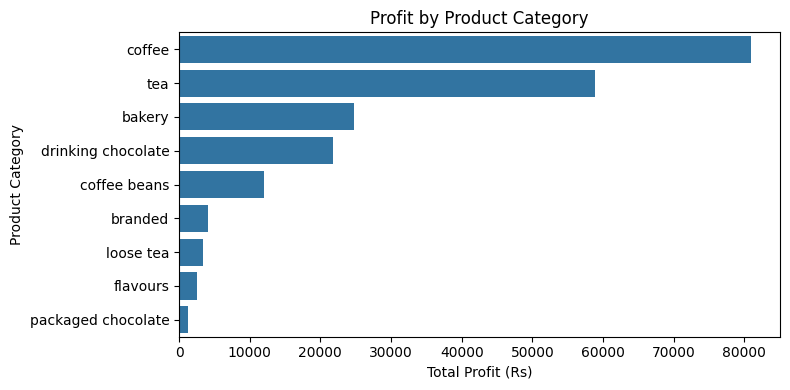 Profit by Product Category
Product Category
coffee
tea
bakery
drinking chocolate
coffee beans
branded
loose tea
flavours
packaged chocolate
0 10000 20000 30000 40000 50000 60000 70000 80000
Total Profit (Rs)